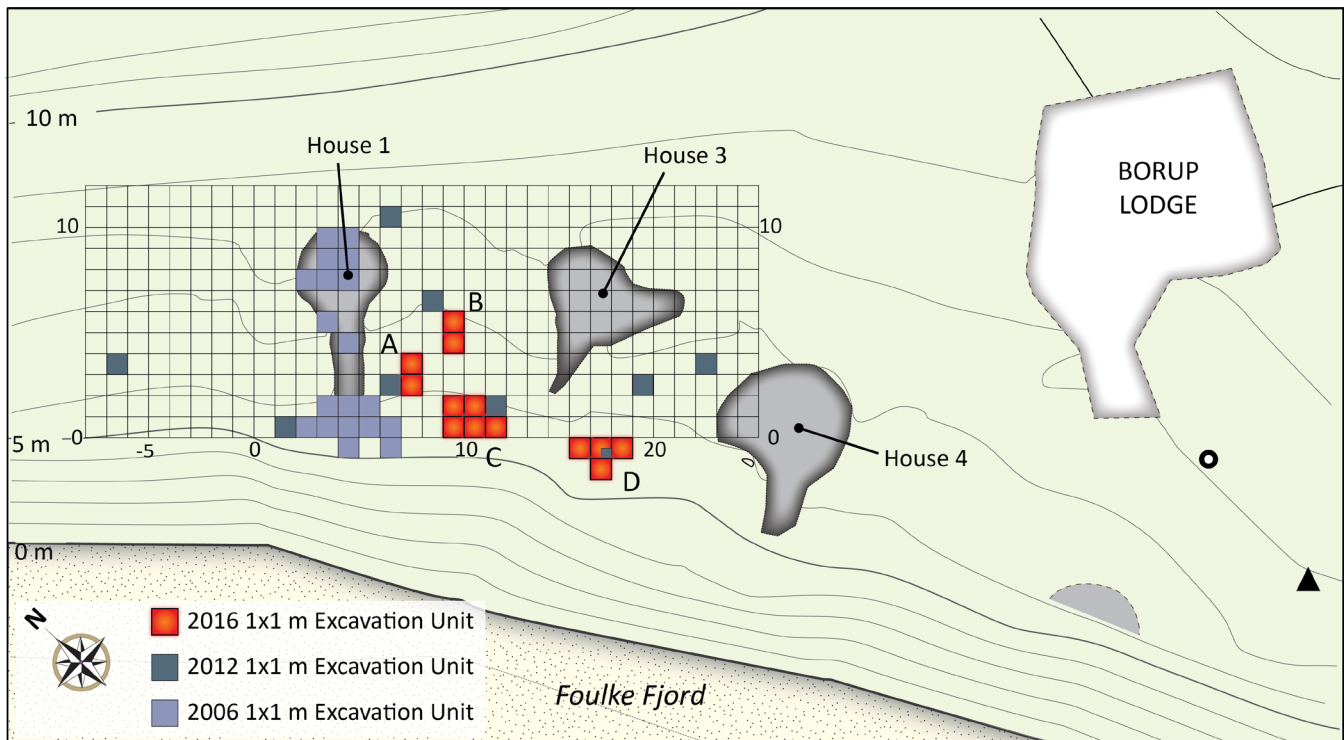 10 m
House 1
House 3
BORUP
LODGE
10
10
B
A
5 m
0
-5
0
10
C
20
D
0
0
House 4
0 m
N
2016 1x1 m Excavation Unit
2012 1x1 m Excavation Unit
2006 1x1 m Excavation Unit
Foulke Fjord